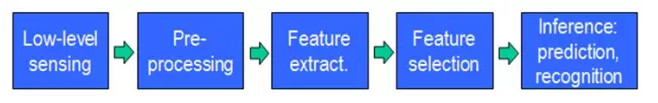 Low-level
sensing
Pre-
processing
Feature
extract.
Feature
selection
Inference:
prediction,
recognition